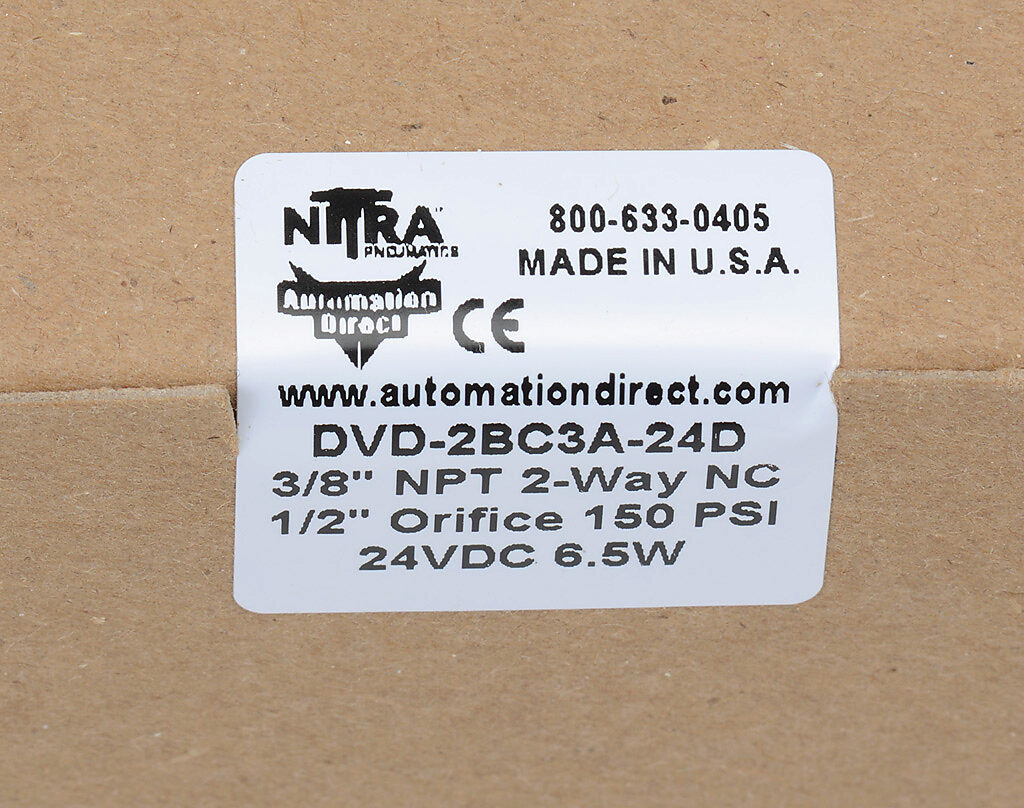 NITRA
PNEUMATICS
800-633-0405
MADE IN U.S.A.
Automation
Direct
CE
www.automationdirect.com
DVD-2BC3A-24D
3/8" NPT 2-Way NC
1/2" Orifice 150 PSI
24VDC 6.5W